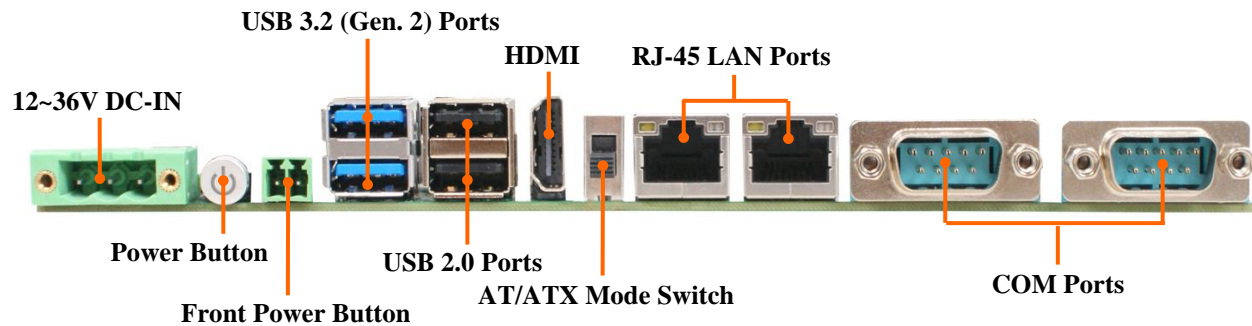 USB 3.2 (Gen. 2) Ports
HDMI
RJ-45 LAN Ports
12~36V DC-IN
Power Button
USB 2.0 Ports
COM Ports
AT/ATX Mode Switch
Front Power Button